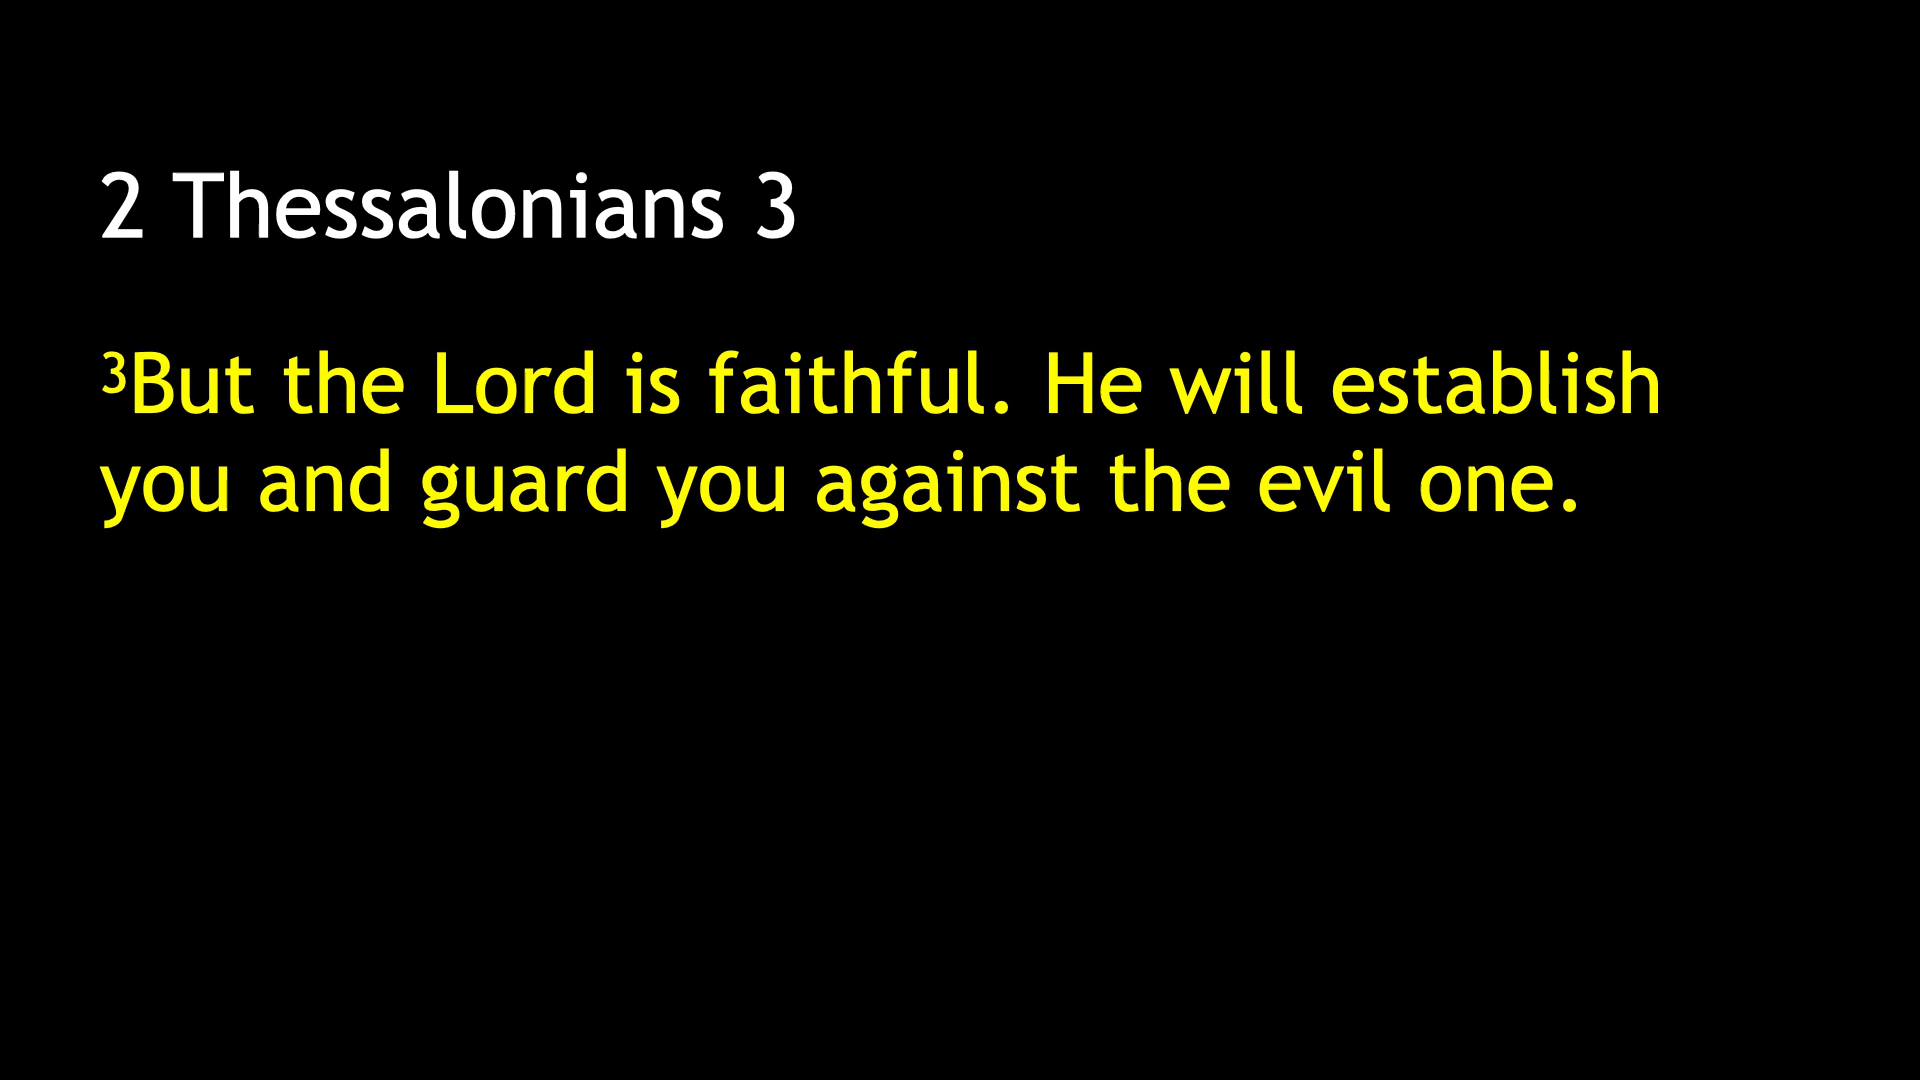 2 Thessalonians 3
³But the Lord is faithful. He will establish
you and guard you against the evil one.